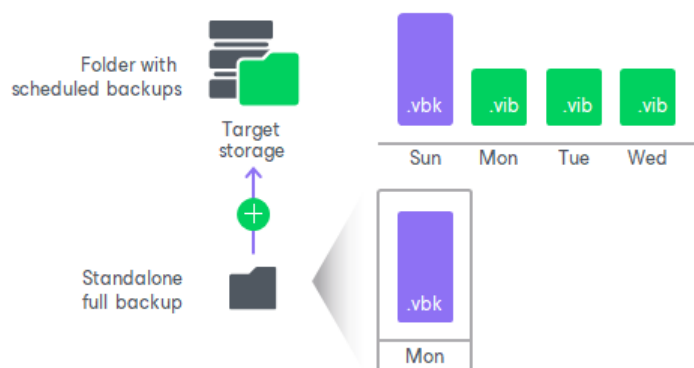 Folder with
scheduled backups
Target
storage
.vbk
.vib
.vib
.vib
Sun
Mon
Tue
Wed
Standalone
full backup
.vbk
Mon